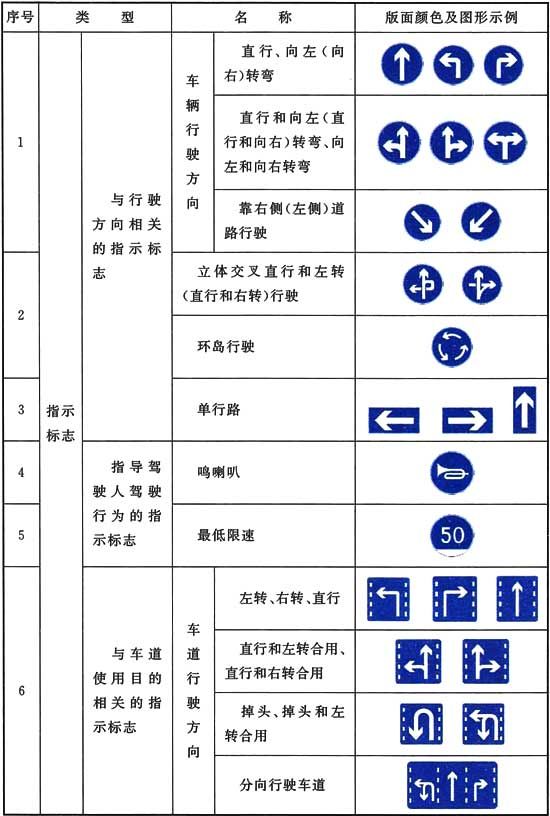 序号 类 型 名 称 版面颜色及图形示例
1
指示
标志
与行驶
方向相关
的指示标
志
车
辆
行
驶
方
向
直行、向左(向
右)转弯
直行和向左(直
行和向右)转弯、向
左和向右转弯
靠右侧(左侧)道
路行驶
2
立体交叉直行和左转
(直行和右转)行驶
环岛行驶
3
单行路
4
指导驾
驶人驾驶
行为的指
示标志
鸣喇叭
5
最低限速
50
6
与车道
使用目的
相关的指
示标志
车
道
行
驶
方
向
左转、右转、直行
直行和左转合用、
直行和右转合用
掉头、掉头和左
转合用
分向行驶车道